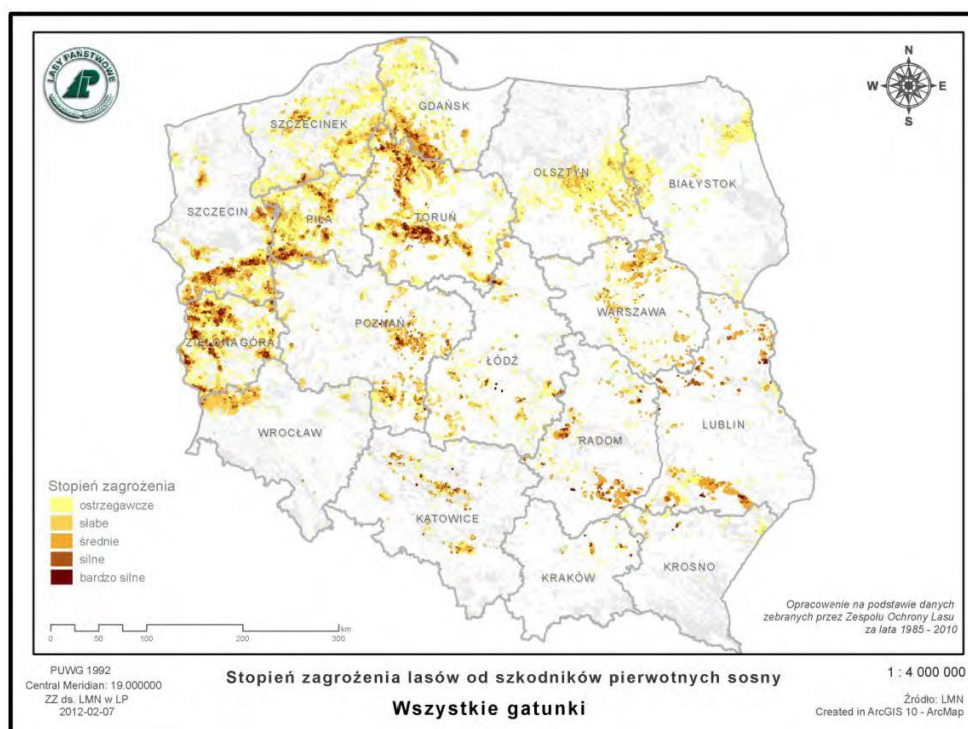 LASY PAŃSTWOWE
N
W E
S
GDAŃSK
SZCZECINEK
OLSZTYN
BIAŁYSTOK
SZCZECIN
PIŁA
TORUŃ
WARSZAWA
POZNAŃ
ZIELONAGÓRA
ŁÓDŹ
WROCŁAW
RADOM
LUBLIN
KATOWICE
KRAKÓW
KROSNO
Stopień zagrożenia
ostrzegawcze
słabe
średnie
silne
bardzo silne
km
0 50 100 200 300
Opracowenie na podstawie danych
zebranych przez Zespolu Ochrony Lasu
za lata 1985 - 2010
PUWG 1992
Central Meridian: 19.000000
ZZ ds. LMN w LP
2012-02-07
Stopień zagrożenia lasów od szkodników pierwotnych sosny
Wszystkie gatunki
1 : 4 000 000
Źródło: LMN
Created in ArcGIS 10 - ArcMap